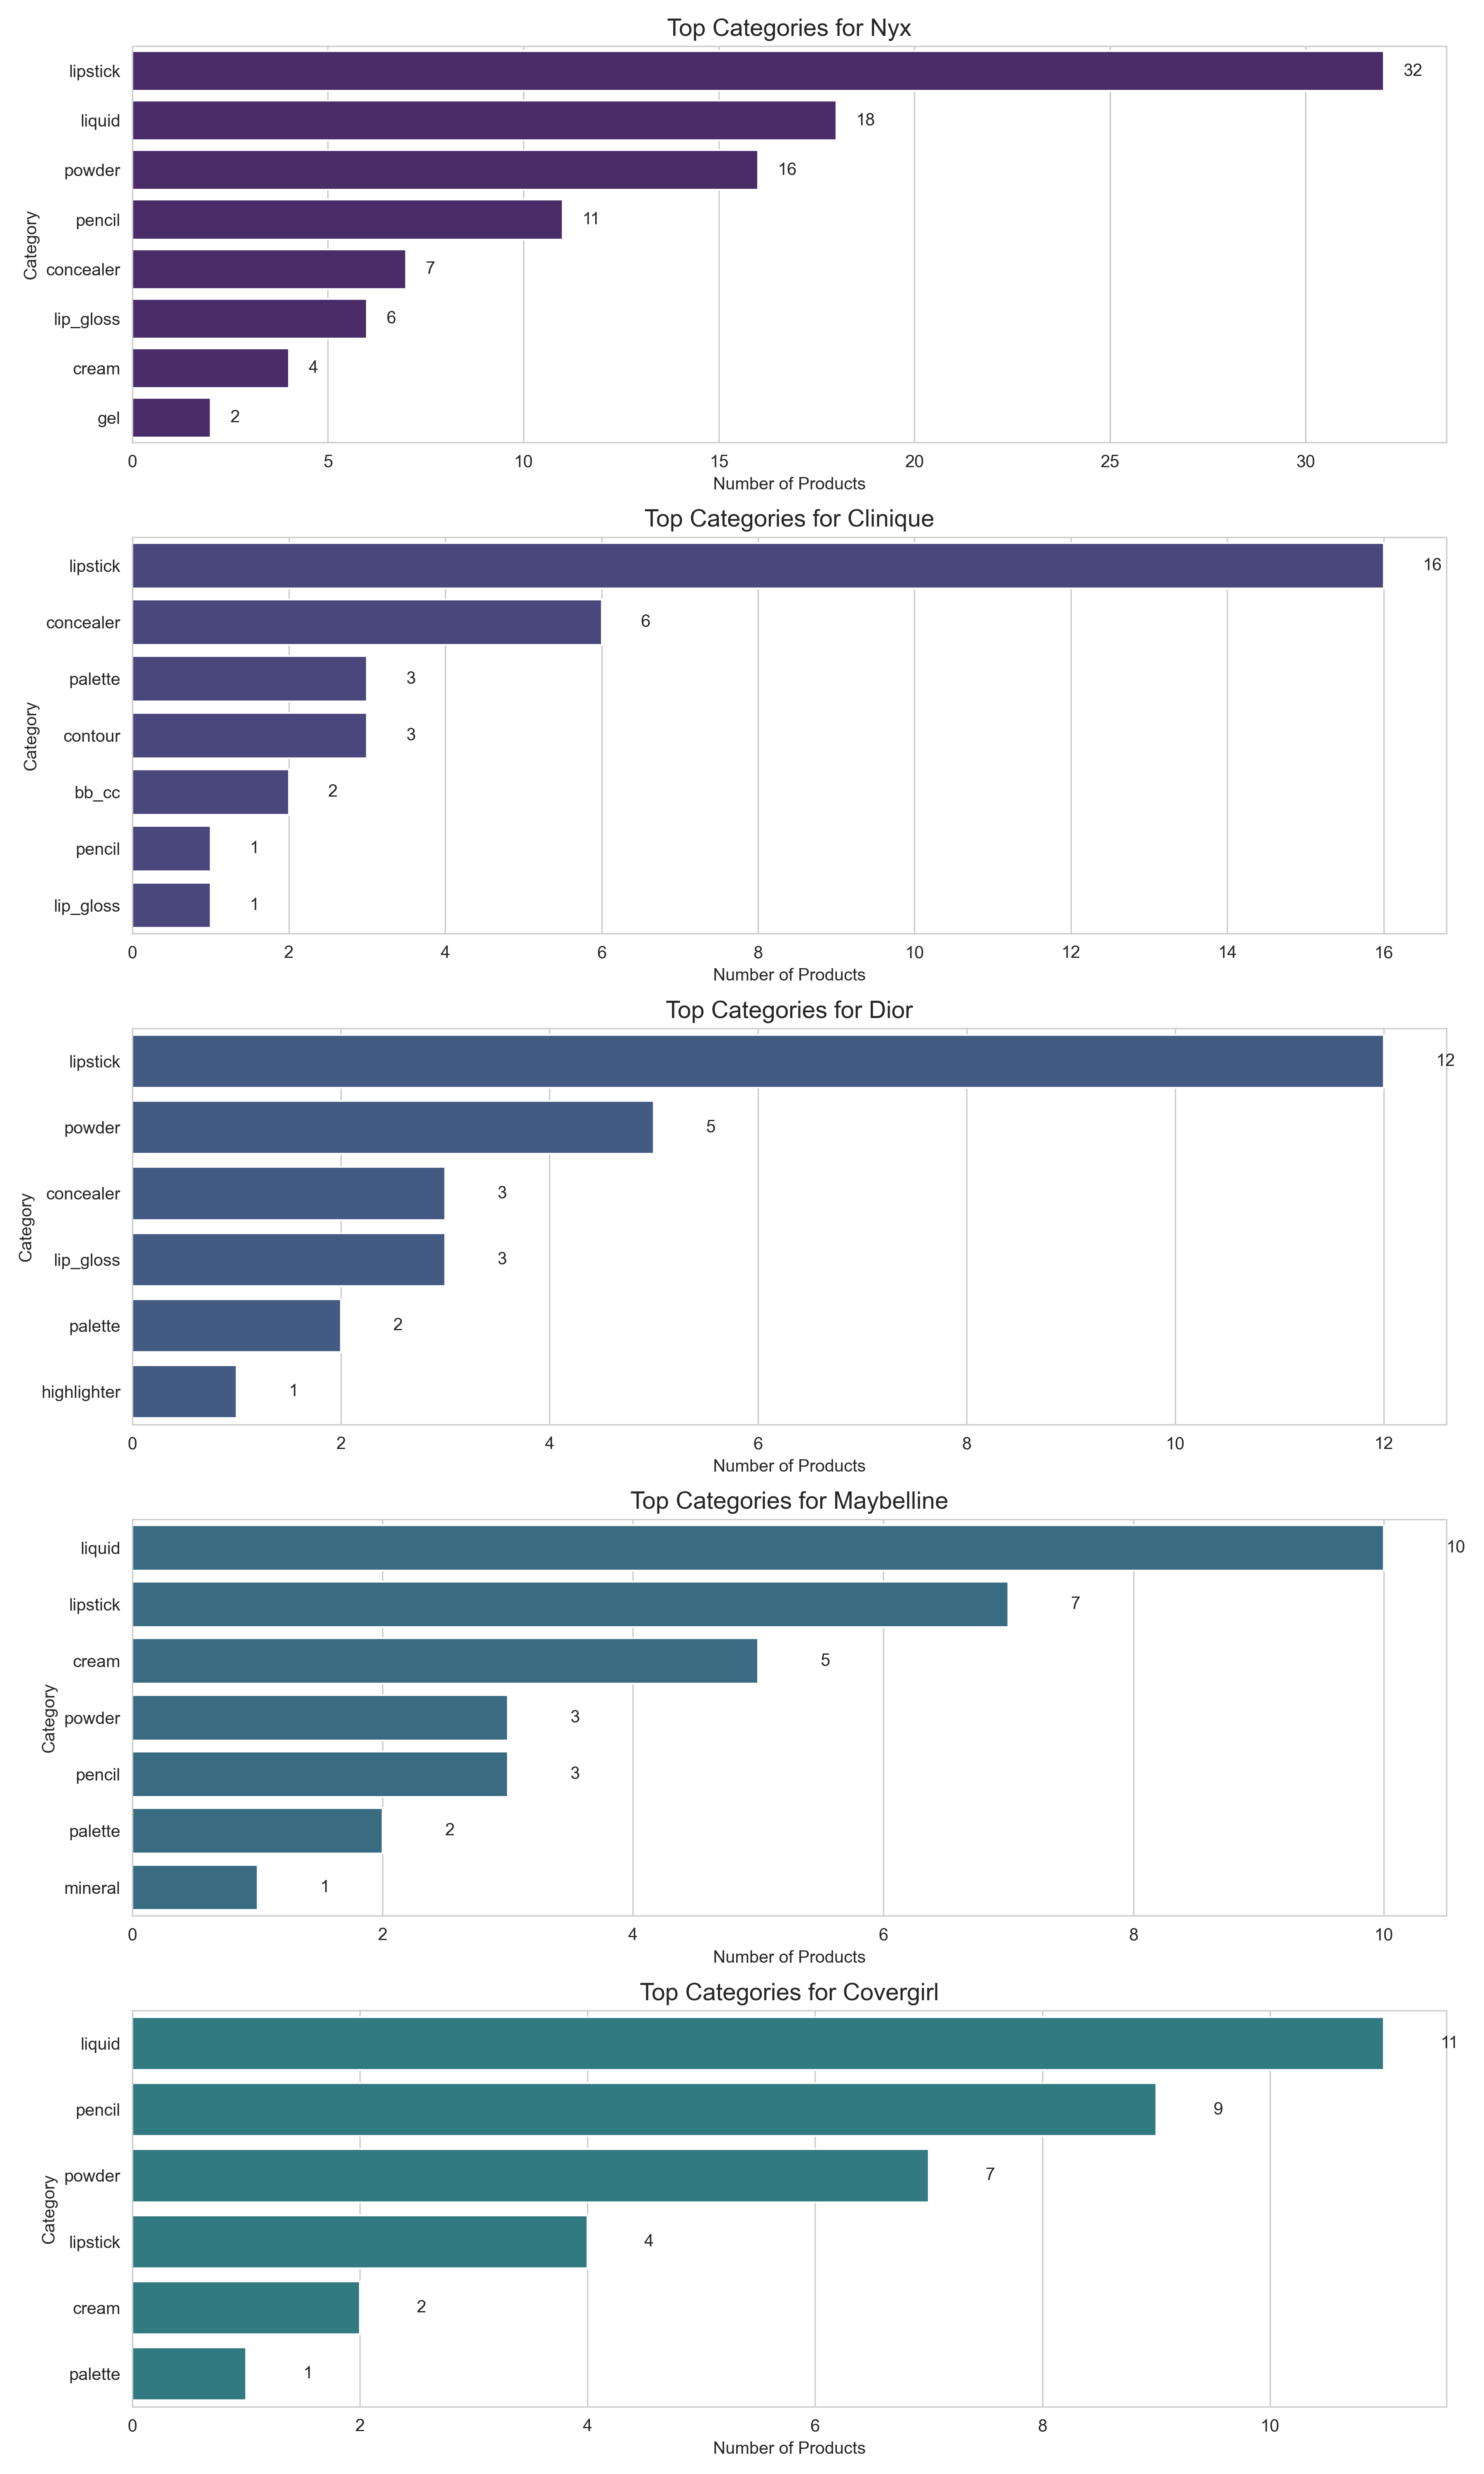 Top Categories for Nyx
Category
lipstick 32
liquid 18
powder 16
pencil 11
concealer 7
lip_gloss 6
cream 4
gel 2
0 5 10 15 20 25 30
Number of Products
Top Categories for Clinique
Category
lipstick 16
concealer 6
palette 3
contour 3
bb_cc 2
pencil 1
lip_gloss 1
0 2 4 6 8 10 12 14 16
Number of Products
Top Categories for Dior
Category
lipstick 12
powder 5
concealer 3
lip_gloss 3
palette 2
highlighter 1
0 2 4 6 8 10 12
Number of Products
Top Categories for Maybelline
Category
liquid 10
lipstick 7
cream 5
powder 3
pencil 3
palette 2
mineral 1
0 2 4 6 8 10
Number of Products
Top Categories for Covergirl
Category
liquid 11
pencil 9
powder 7
lipstick 4
cream 2
palette 1
0 2 4 6 8 10
Number of Products